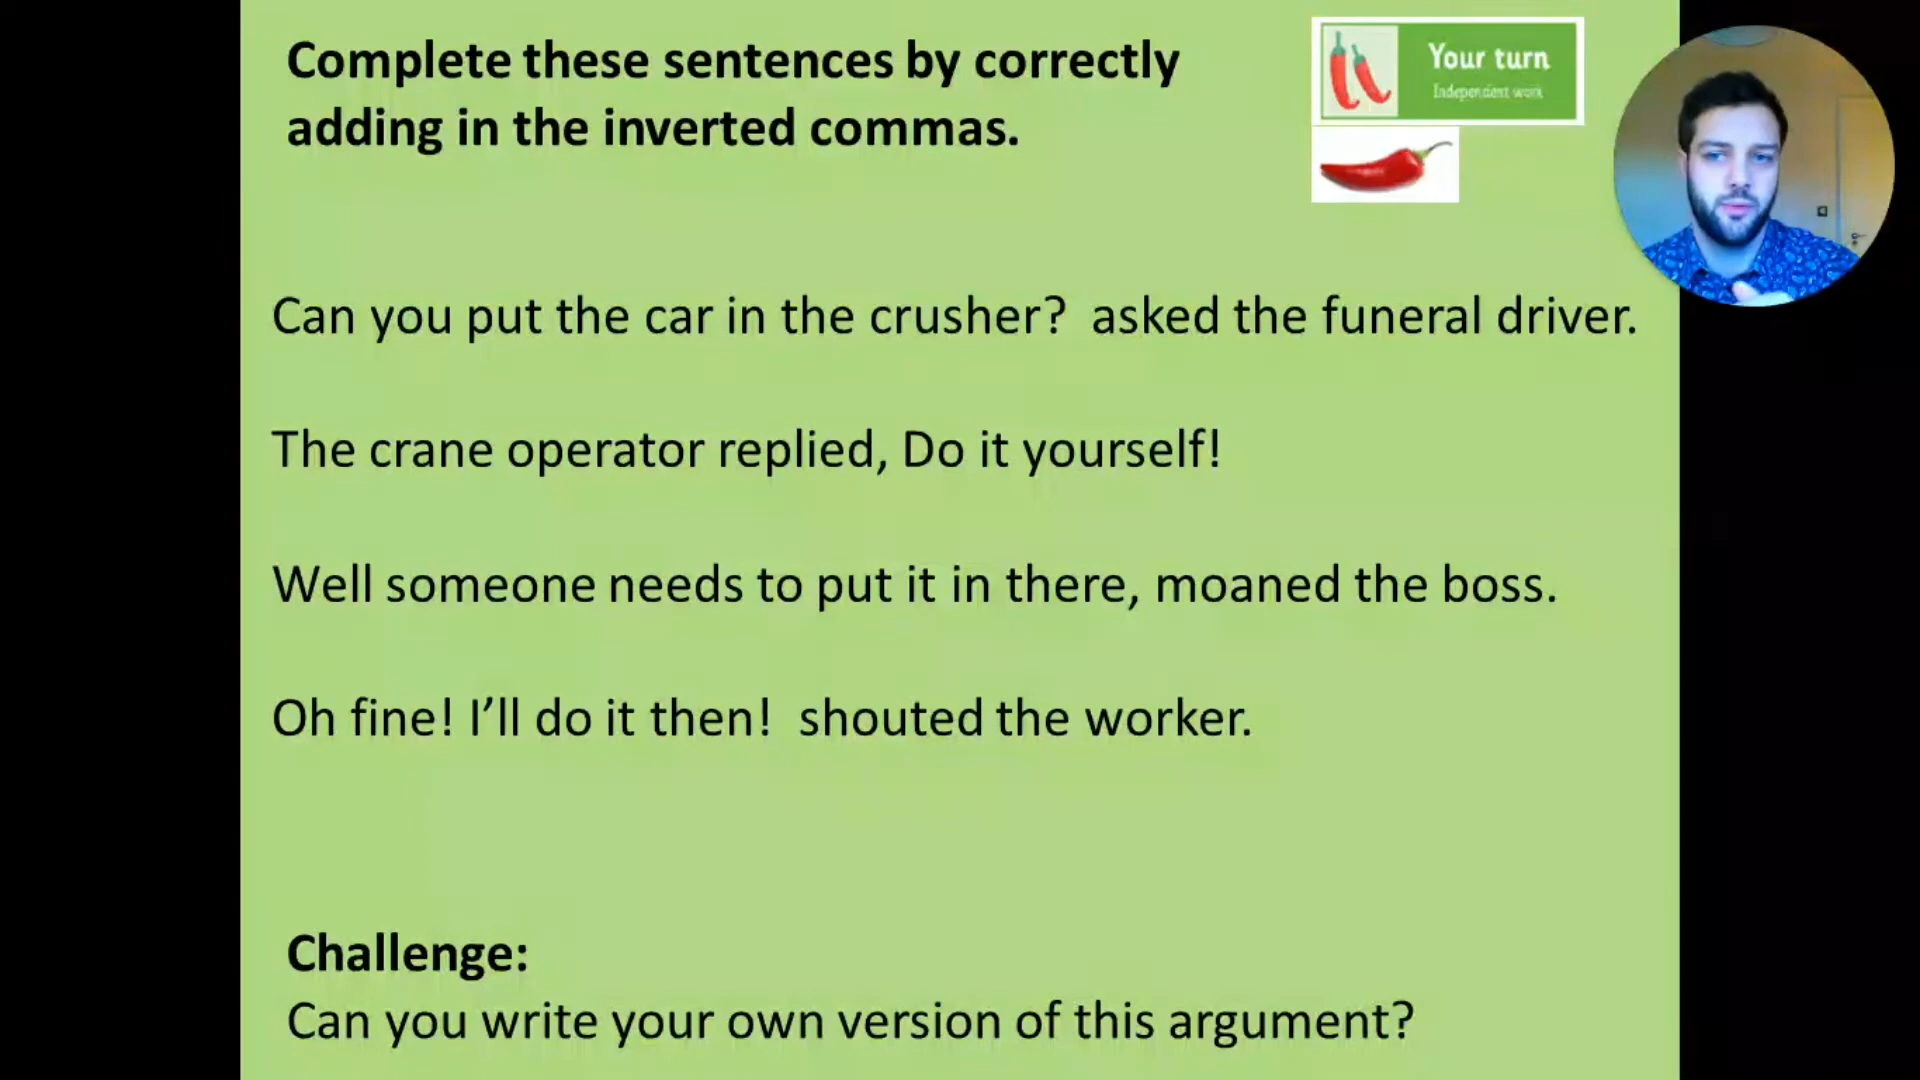 Complete these sentences by correctly
adding in the inverted commas.
Your turn
Independent work
Can you put the car in the crusher?  asked the funeral driver.
The crane operator replied, Do it yourself!
Well someone needs to put it in there, moaned the boss.
Oh fine! I’ll do it then!  shouted the worker.
Challenge:
Can you write your own version of this argument?